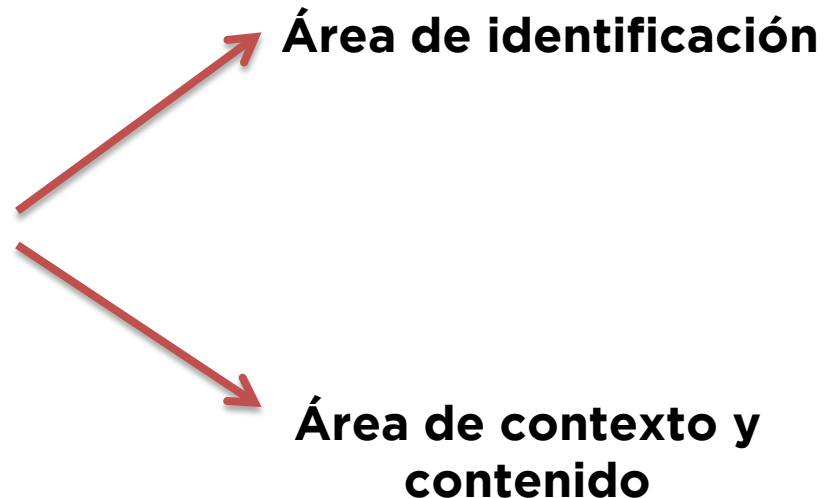 Área de identificación
Área de contexto y
contenido